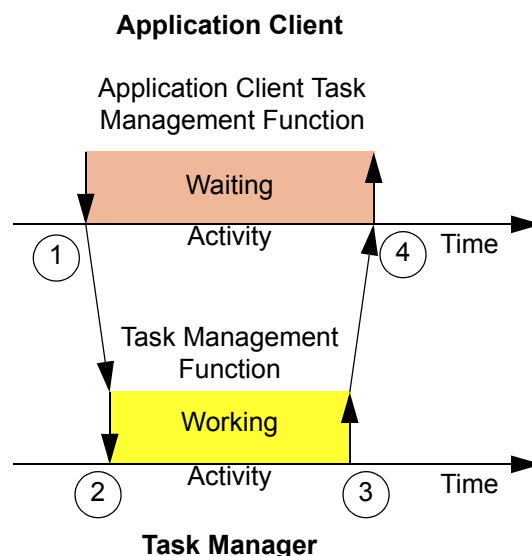 Application Client
Application Client Task
Management Function
Waiting
Activity
1
4
Time
Task Management
Function
Working
Activity
2
3
Time
Task Manager